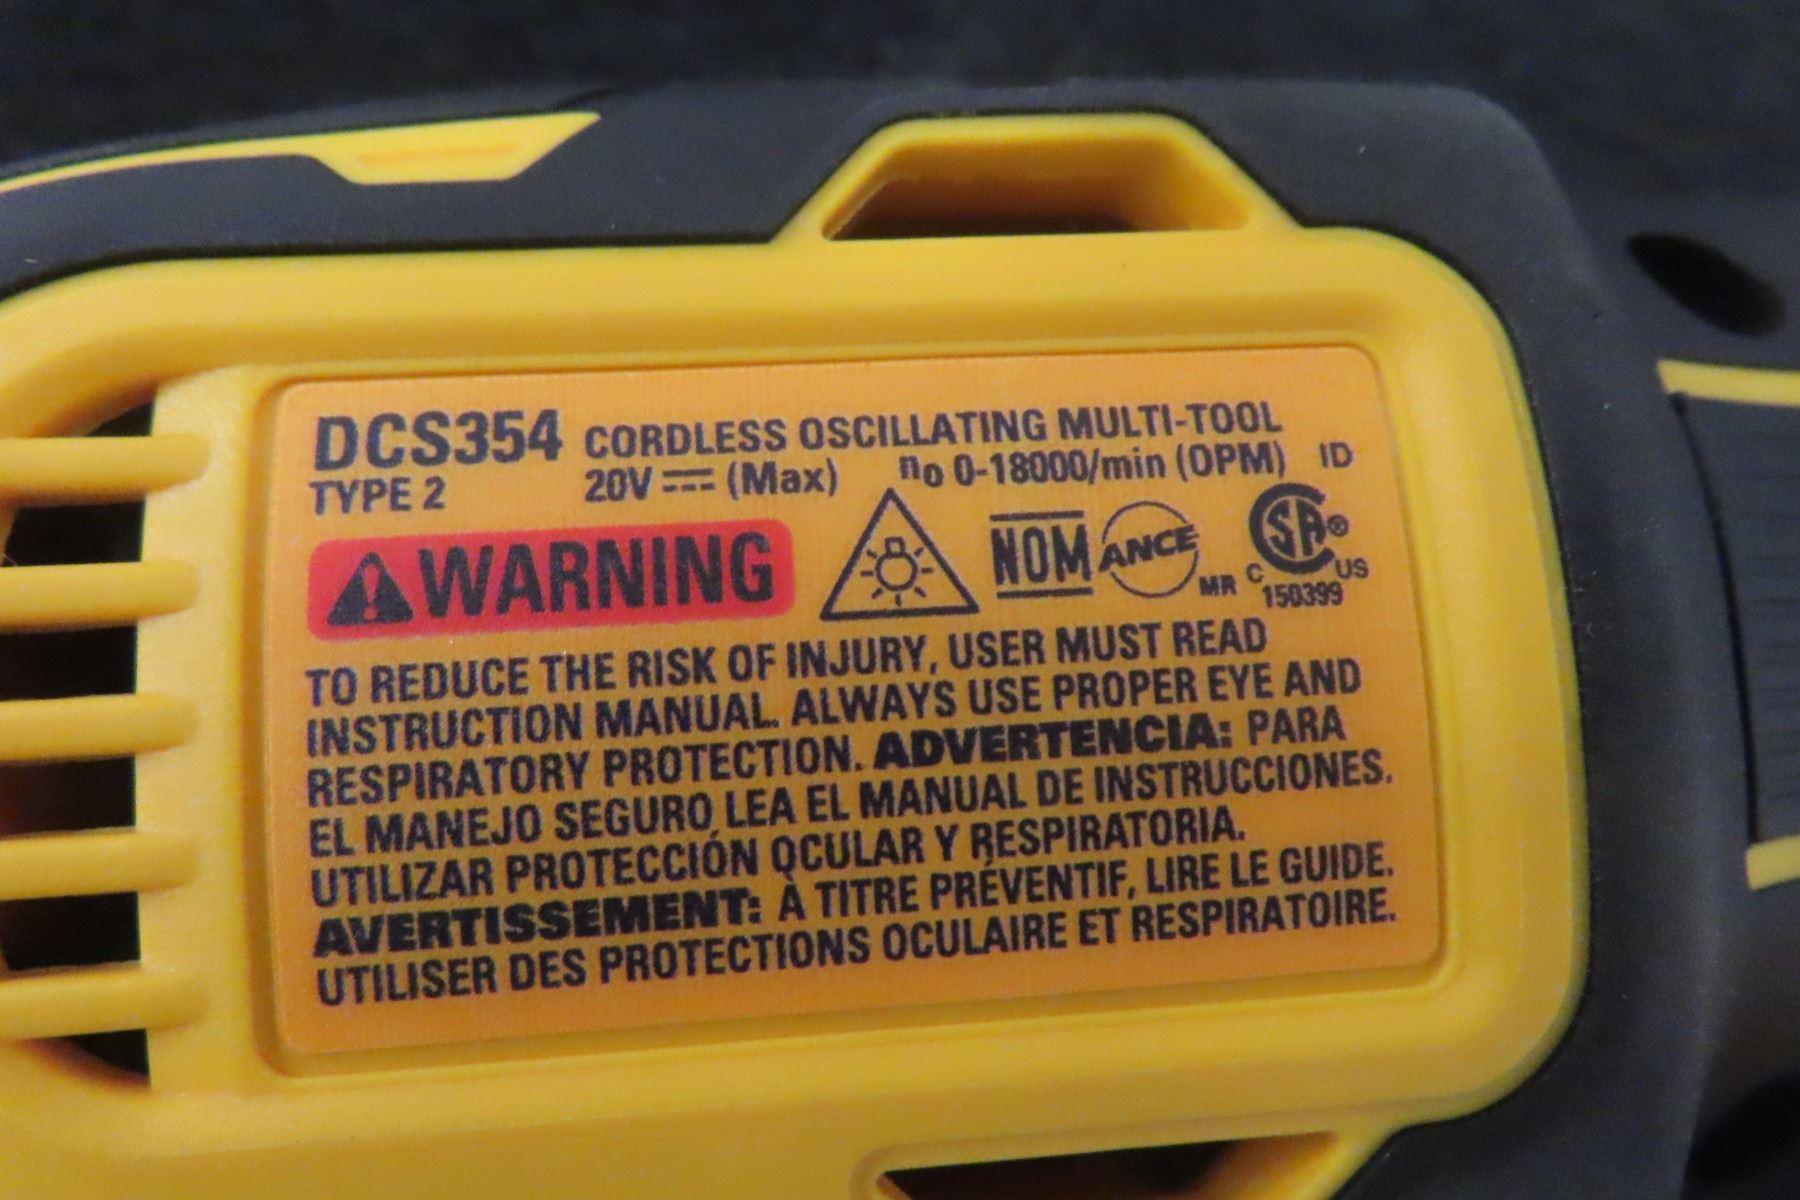 DCS354 CORDLESS OSCILLATING MULTI-TOOL
TYPE 2 20V (Max) no 0-18000/min (OPM) ID
WARNING NOM ANCE MR CSA® C US
150399
TO REDUCE THE RISK OF INJURY, USER MUST READ
INSTRUCTION MANUAL. ALWAYS USE PROPER EYE AND
RESPIRATORY PROTECTION. ADVERTENCIA: PARA
EL MANEJO SEGURO, LEA EL MANUAL DE INSTRUCCIONES.
UTILIZAR PROTECCIÓN OCULAR Y RESPIRATORIA.
AVERTISSEMENT: À TITRE PRÉVENTIF, LIRE LE GUIDE.
UTILISER DES PROTECTIONS OCULAIRE ET RESPIRATOIRE.